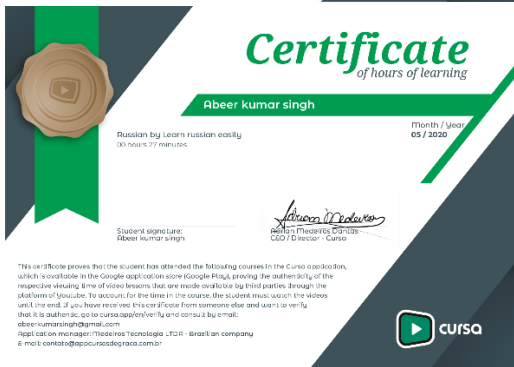 Certificate
of hours of learning
Abeer kumar singh
Month / Year
05 / 2020
Russian by Learn russian easily
00 hours 27 minutes
Student signature:
Abeer kumar singh
Adrian Medeiros Dantas
CEO / Director - Cursa
This certificate proves that the student has attended the following courses in the Cursa application,
which is available in the Google application store (Google Play), proving the authenticity of the
respective viewing time of video lessons that are made available by third parties through the
platform of Youtube. To account for the time in the course, the student must watch the videos
until the end. If you have received this certificate from someone else and want to verify
that it is authentic, go to cursa.app/en/verify and consult by email:
abeerkumarsingh@gmail.com
Application manager: Medeiros Tecnologia LTDA - Brazilian company
E-mail: contato@appcursosdegraca.com.br
cursa